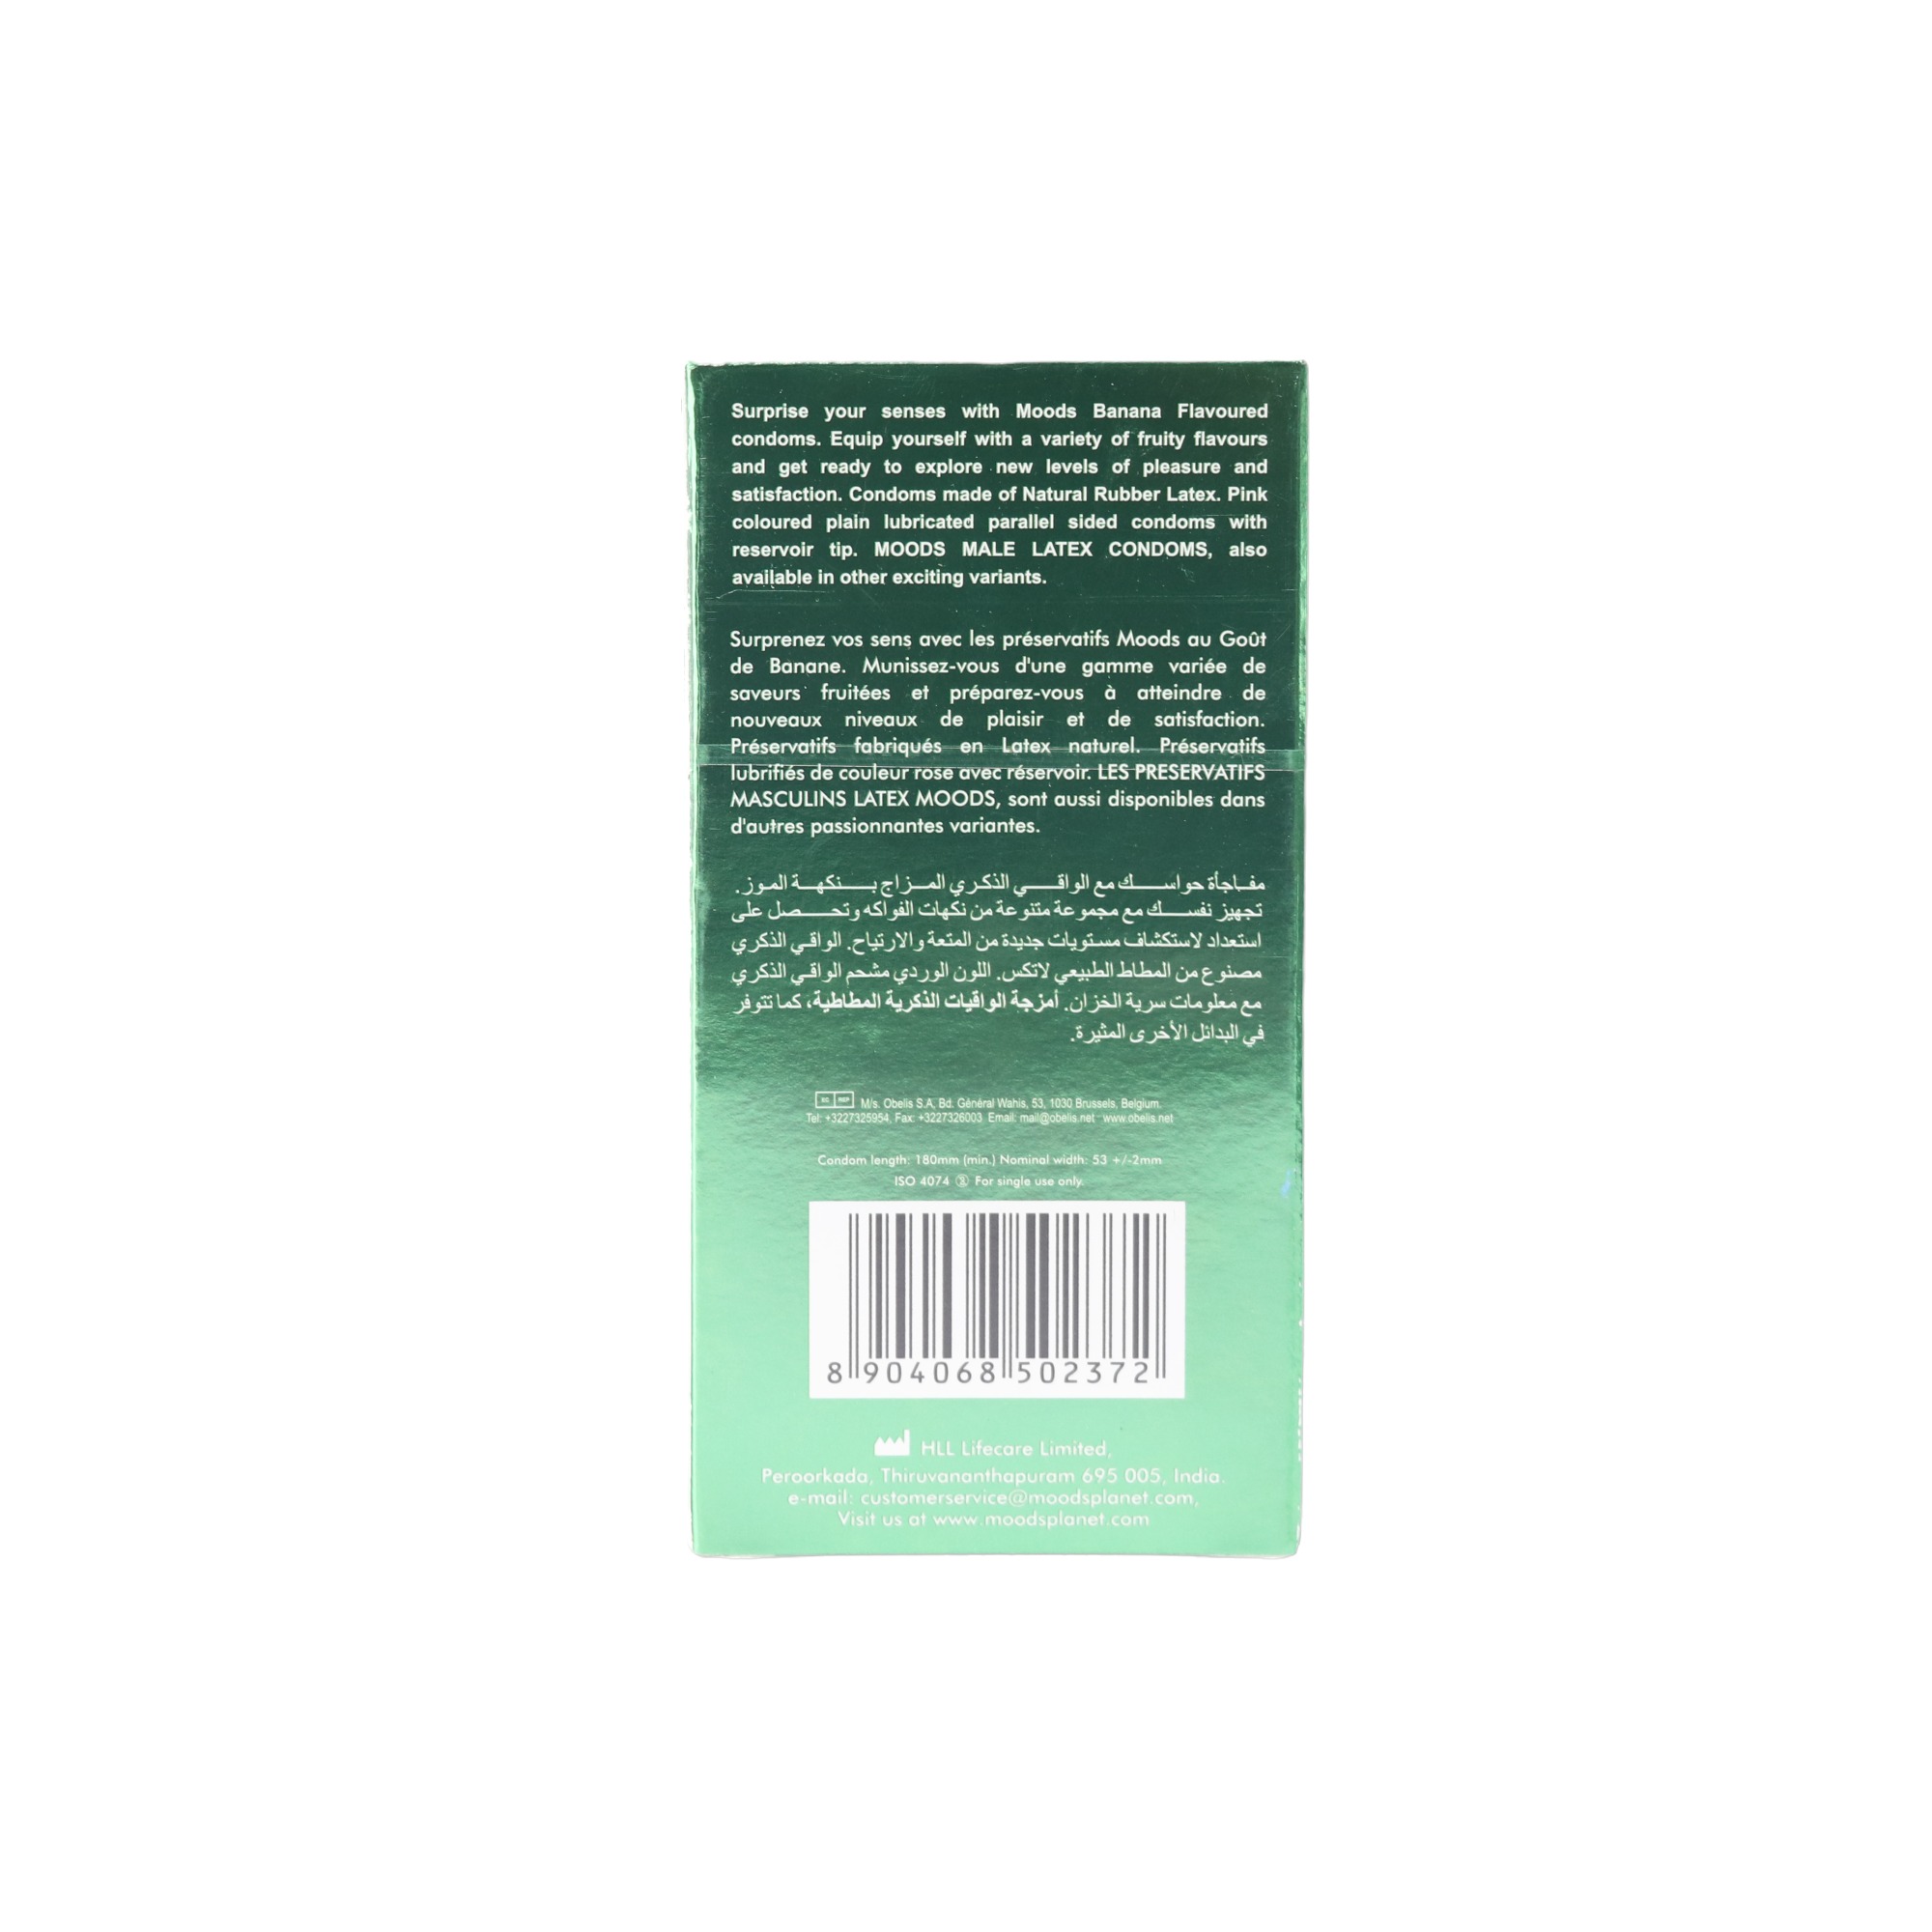 Surprise your senses with Moods Banana Flavoured
condoms. Equip yourself with a variety of fruity flavours
and get ready to explore new levels of pleasure and
satisfaction. Condoms made of Natural Rubber Latex. Pink
coloured plain lubricated parallel sided condoms with
reservoir tip. MOODS MALE LATEX CONDOMS, also
available in other exciting variants.
Surprenez vos sens avec les préservatifs Moods au Goût
de Banane. Munissez-vous d'une gamme variée de
saveurs fruitées et préparez-vous à atteindre de
nouveaux niveaux de plaisir et de satisfaction.
Préservatifs fabriqués en Latex naturel. Préservatifs
lubrifiés de couleur rose avec réservoir. LES PRESERVATIFS
MASCULINS LATEX MOODS, sont aussi disponibles dans
d'autres passionnantes variantes.
مفاجأة حواسك مع الواقي الذكري المزاج بنكهة الموز.
تجهيز نفسك مع مجموعة متنوعة من نكهات الفواكه وتحصل على
استعداد لاستكشاف مستويات جديدة من المتعة والارتياح. الواقي الذكري
مصنوع من المطاط الطبيعي لاتكس. اللون الوردي مشحم الواقي الذكري
مع معلومات سرية الخزان. أمزجة الواقيات الذكرية المطاطية، كما تتوفر
في البدائل الأخرى المثيرة.
EC REP M/s. Obelis S.A, Bd. Général Wahis, 53, 1030 Brussels, Belgium.
Tel: +3227325954, Fax: +3227326003 Email: mail@obelis.net www.obelis.net
Condom length: 180mm (min.) Nominal width: 53 +/-2mm
ISO 4074 For single use only.
8 904068 502372
HLL Lifecare Limited,
Peroorkada, Thiruvananthapuram 695 005, India.
e-mail: customerservice@moodsplanet.com,
Visit us at www.moodsplanet.com